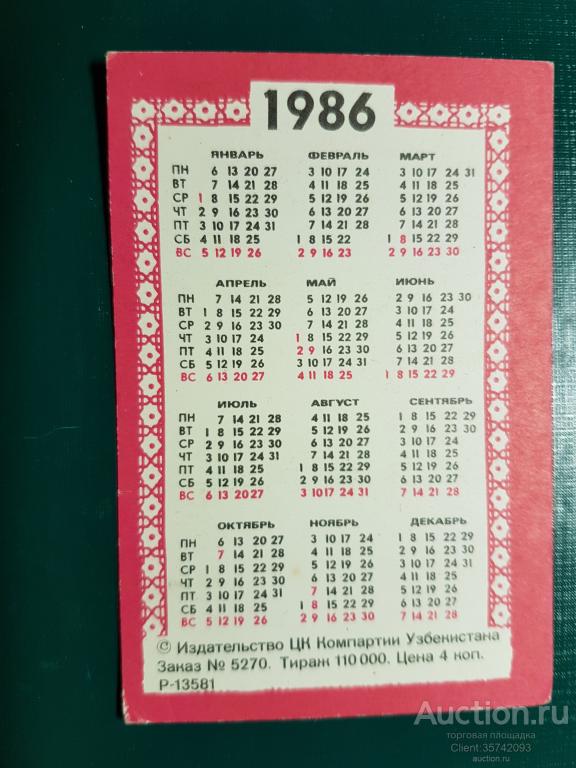 1986
ЯНВАРЬ ФЕВРАЛЬ МАРТ
ПН 6 13 20 27 3 10 17 24 3 10 17 24 31
ВТ 7 14 21 28 4 11 18 25 4 11 18 25
СР 1 8 15 22 29 5 12 19 26 5 12 19 26
ЧТ 2 9 16 23 30 6 13 20 27 6 13 20 27
ПТ 3 10 17 24 31 7 14 21 28 7 14 21 28
СБ 4 11 18 25 1 8 15 22 1 8 15 22 29
ВС 5 12 19 26 2 9 16 23 2 9 16 23 30
АПРЕЛЬ МАЙ ИЮНЬ
ПН 7 14 21 28 5 12 19 26 2 9 16 23 30
ВТ 1 8 15 22 29 6 13 20 27 3 10 17 24
СР 2 9 16 23 30 7 14 21 28 4 11 18 25
ЧТ 3 10 17 24 1 8 15 22 29 5 12 19 26
ПТ 4 11 18 25 2 9 16 23 30 6 13 20 27
СБ 5 12 19 26 3 10 17 24 31 7 14 21 28
ВС 6 13 20 27 4 11 18 25 1 8 15 22 29
ИЮЛЬ АВГУСТ СЕНТЯБРЬ
ПН 7 14 21 28 4 11 18 25 1 8 15 22 29
ВТ 1 8 15 22 29 5 12 19 26 2 9 16 23 30
СР 2 9 16 23 30 6 13 20 27 3 10 17 24
ЧТ 3 10 17 24 31 7 14 21 28 4 11 18 25
ПТ 4 11 18 25 1 8 15 22 29 5 12 19 26
СБ 5 12 19 26 2 9 16 23 30 6 13 20 27
ВС 6 13 20 27 3 10 17 24 31 7 14 21 28
ОКТЯБРЬ НОЯБРЬ ДЕКАБРЬ
ПН 6 13 20 27 3 10 17 24 1 8 15 22 29
ВТ 7 14 21 28 4 11 18 25 2 9 16 23 30
СР 1 8 15 22 29 5 12 19 26 3 10 17 24 31
ЧТ 2 9 16 23 30 6 13 20 27 4 11 18 25
ПТ 3 10 17 24 31 7 14 21 28 5 12 19 26
СБ 4 11 18 25 1 8 15 22 29 6 13 20 27
ВС 5 12 19 26 2 9 16 23 30 7 14 21 28
© Издательство ЦК Компартии Узбекистана
Заказ № 5270. Тираж 110 000. Цена 4 коп.
Р-13581
Auction.ru
торговая площадка
Client:35742093
auction.ru